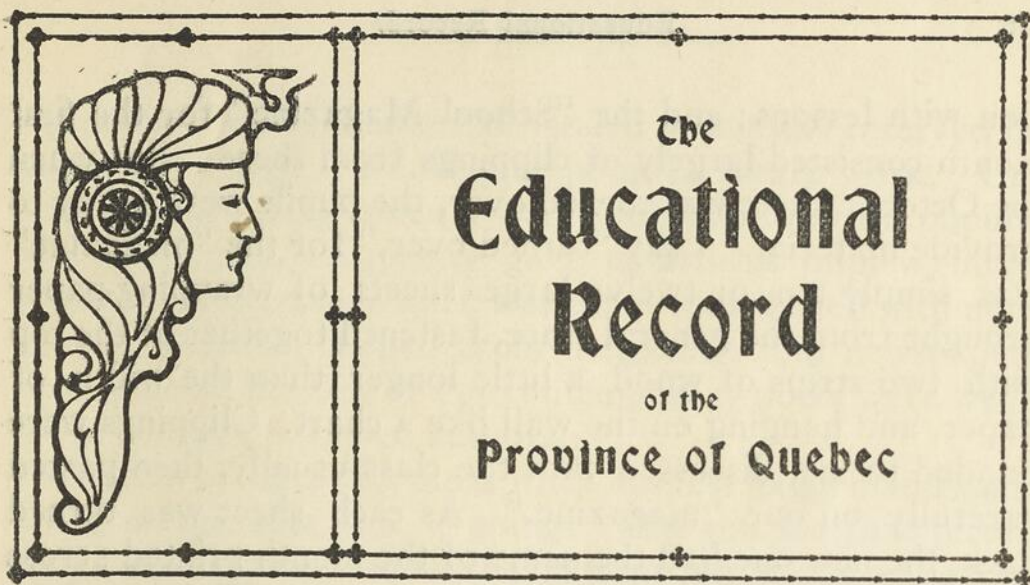 The
Educational
Record
of the
Province of Quebec